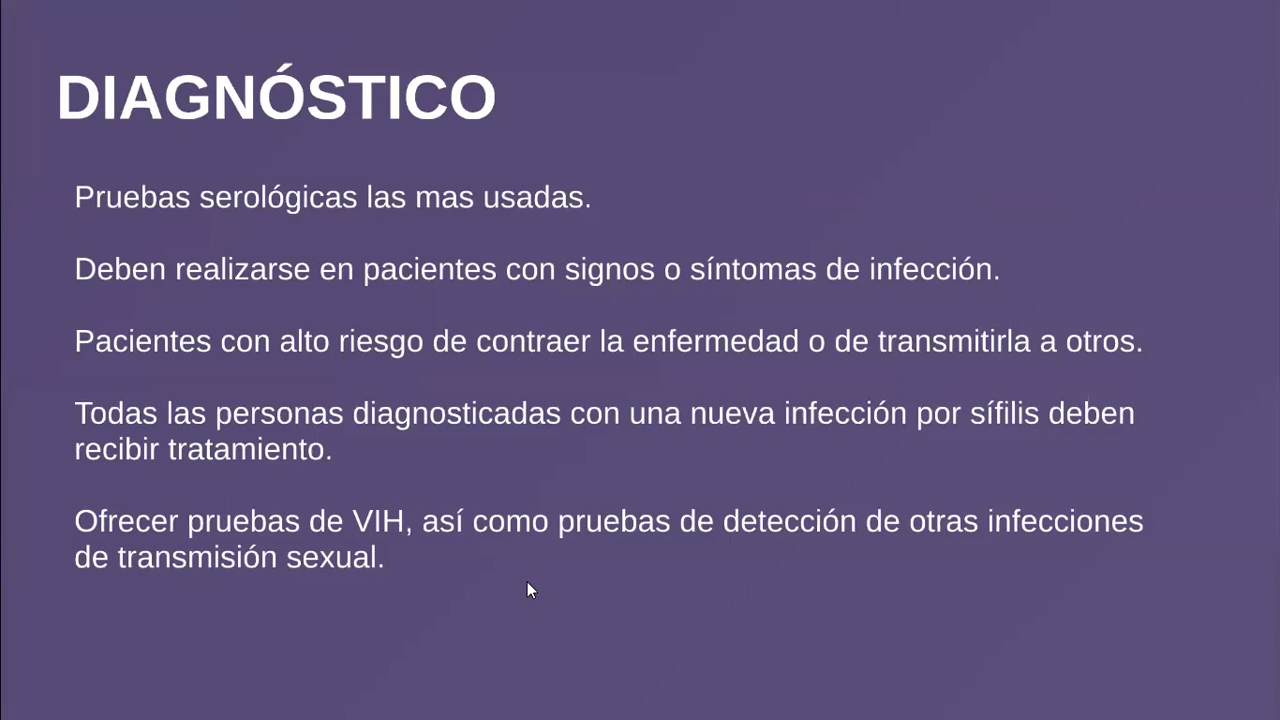 DIAGNÓSTICO
Pruebas serológicas las mas usadas.
Deben realizarse en pacientes con signos o síntomas de infección.
Pacientes con alto riesgo de contraer la enfermedad o de transmitirla a otros.
Todas las personas diagnosticadas con una nueva infección por sífilis deben
recibir tratamiento.
Ofrecer pruebas de VIH, así como pruebas de detección de otras infecciones
de transmisión sexual.